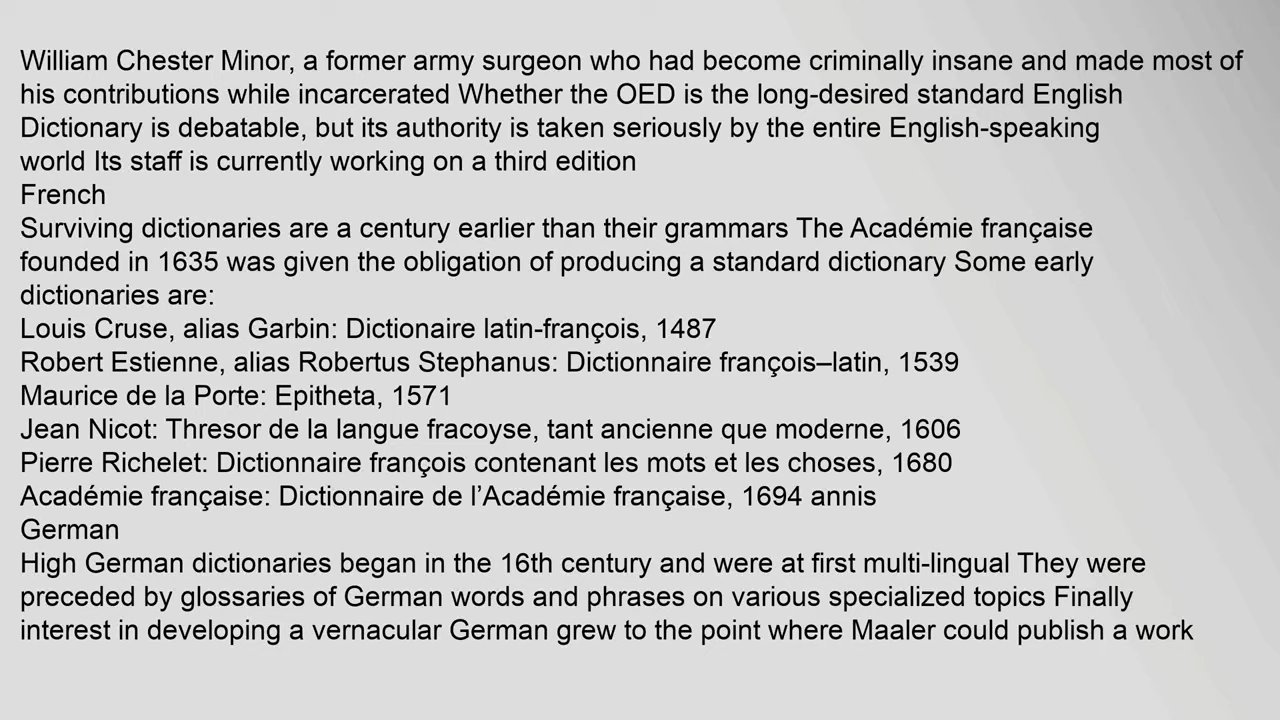 William Chester Minor, a former army surgeon who had become criminally insane and made most of
his contributions while incarcerated Whether the OED is the long-desired standard English
Dictionary is debatable, but its authority is taken seriously by the entire English-speaking
world Its staff is currently working on a third edition
French
Surviving dictionaries are a century earlier than their grammars The Académie française
founded in 1635 was given the obligation of producing a standard dictionary Some early
dictionaries are:
Louis Cruse, alias Garbin: Dictionaire latin-françois, 1487
Robert Estienne, alias Robertus Stephanus: Dictionnaire françois–latin, 1539
Maurice de la Porte: Epitheta, 1571
Jean Nicot: Thresor de la langue fracoyse, tant ancienne que moderne, 1606
Pierre Richelet: Dictionnaire françois contenant les mots et les choses, 1680
Académie française: Dictionnaire de l’Académie française, 1694 annis
German
High German dictionaries began in the 16th century and were at first multi-lingual They were
preceded by glossaries of German words and phrases on various specialized topics Finally
interest in developing a vernacular German grew to the point where Maaler could publish a work